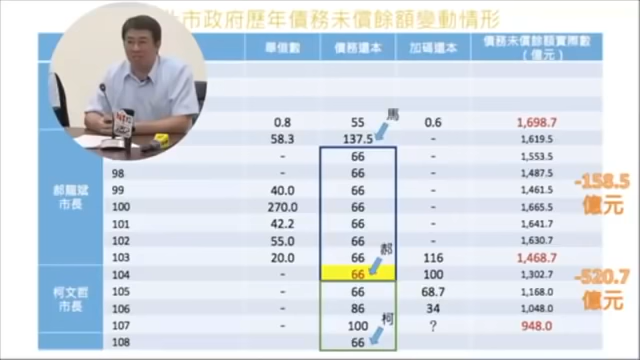 市政府歷年債務未償餘額變動情形
舉債數 債務還本 加碼還本 債務未償餘額實際數
（億元）
馬
0.8 55 0.6 1,698.7
58.3 137.5 - 1,619.5
- 66 - 1,553.5
98 - 66 - 1,487.5
99 40.0 66 - 1,461.5
郝龍斌
市長
100 270.0 66 - 1,665.5
101 42.2 66 - 1,641.7
102 55.0 66 - 1,630.7
103 20.0 66 116 1,468.7
-158.5
億元
郝
104 - 66 100 1,302.7
柯文哲
市長
105 - 66 68.7 1,168.0
106 - 86 34 1,048.0
107 - 100 ？ 948.0
108 66
柯
-520.7
億元